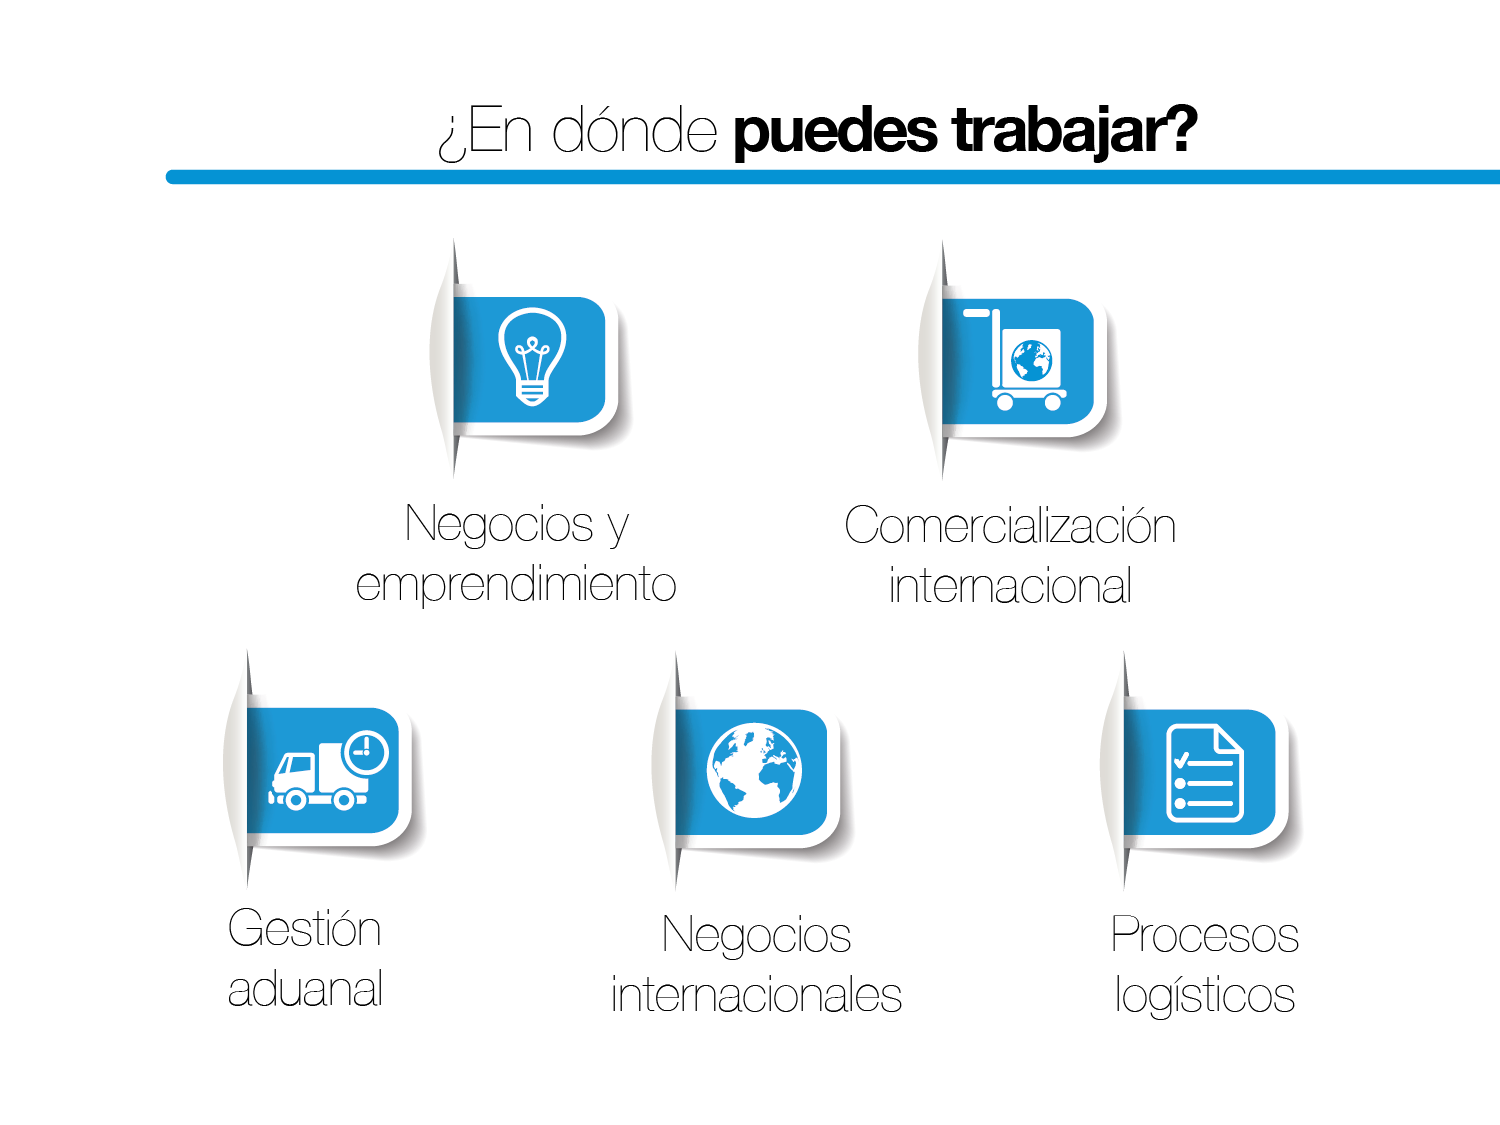 ¿En dónde puedes trabajar?
Negocios y
emprendimiento
Comercialización
internacional
Gestión
aduanal
Negocios
internacionales
Procesos
logísticos